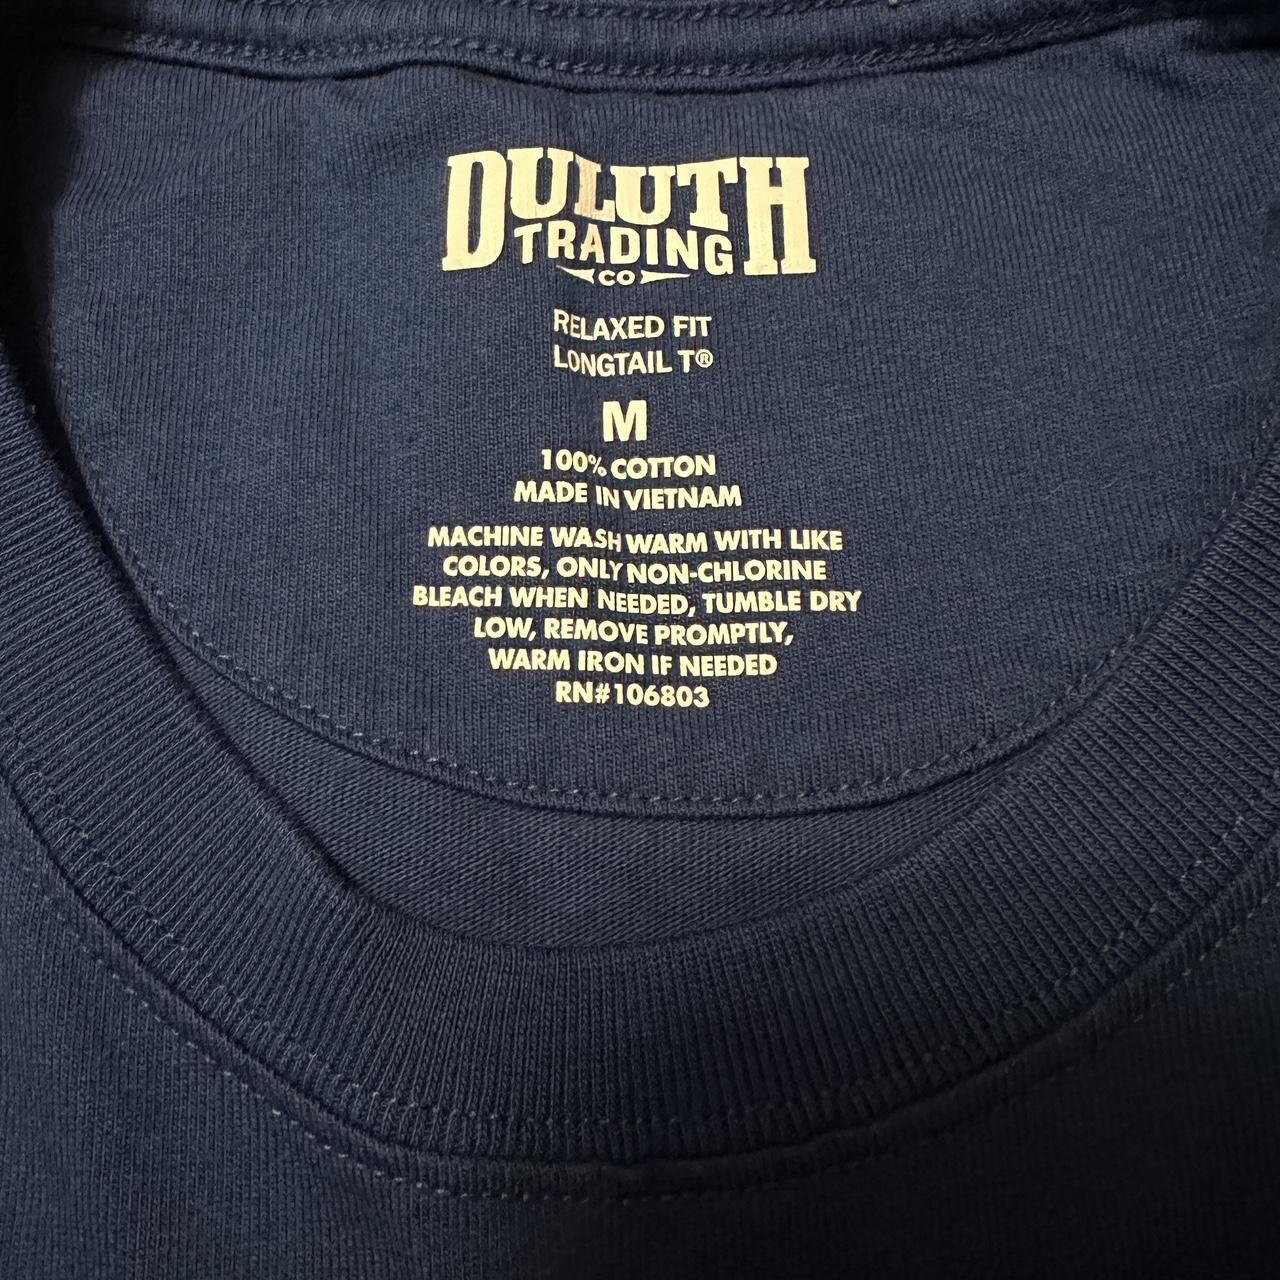 DULUTH
TRADING
CO
RELAXED FIT
LONGTAIL T®
M
100% COTTON
MADE IN VIETNAM
MACHINE WASH WARM WITH LIKE
COLORS, ONLY NON-CHLORINE
BLEACH WHEN NEEDED, TUMBLE DRY
LOW, REMOVE PROMPTLY,
WARM IRON IF NEEDED
RN#106803